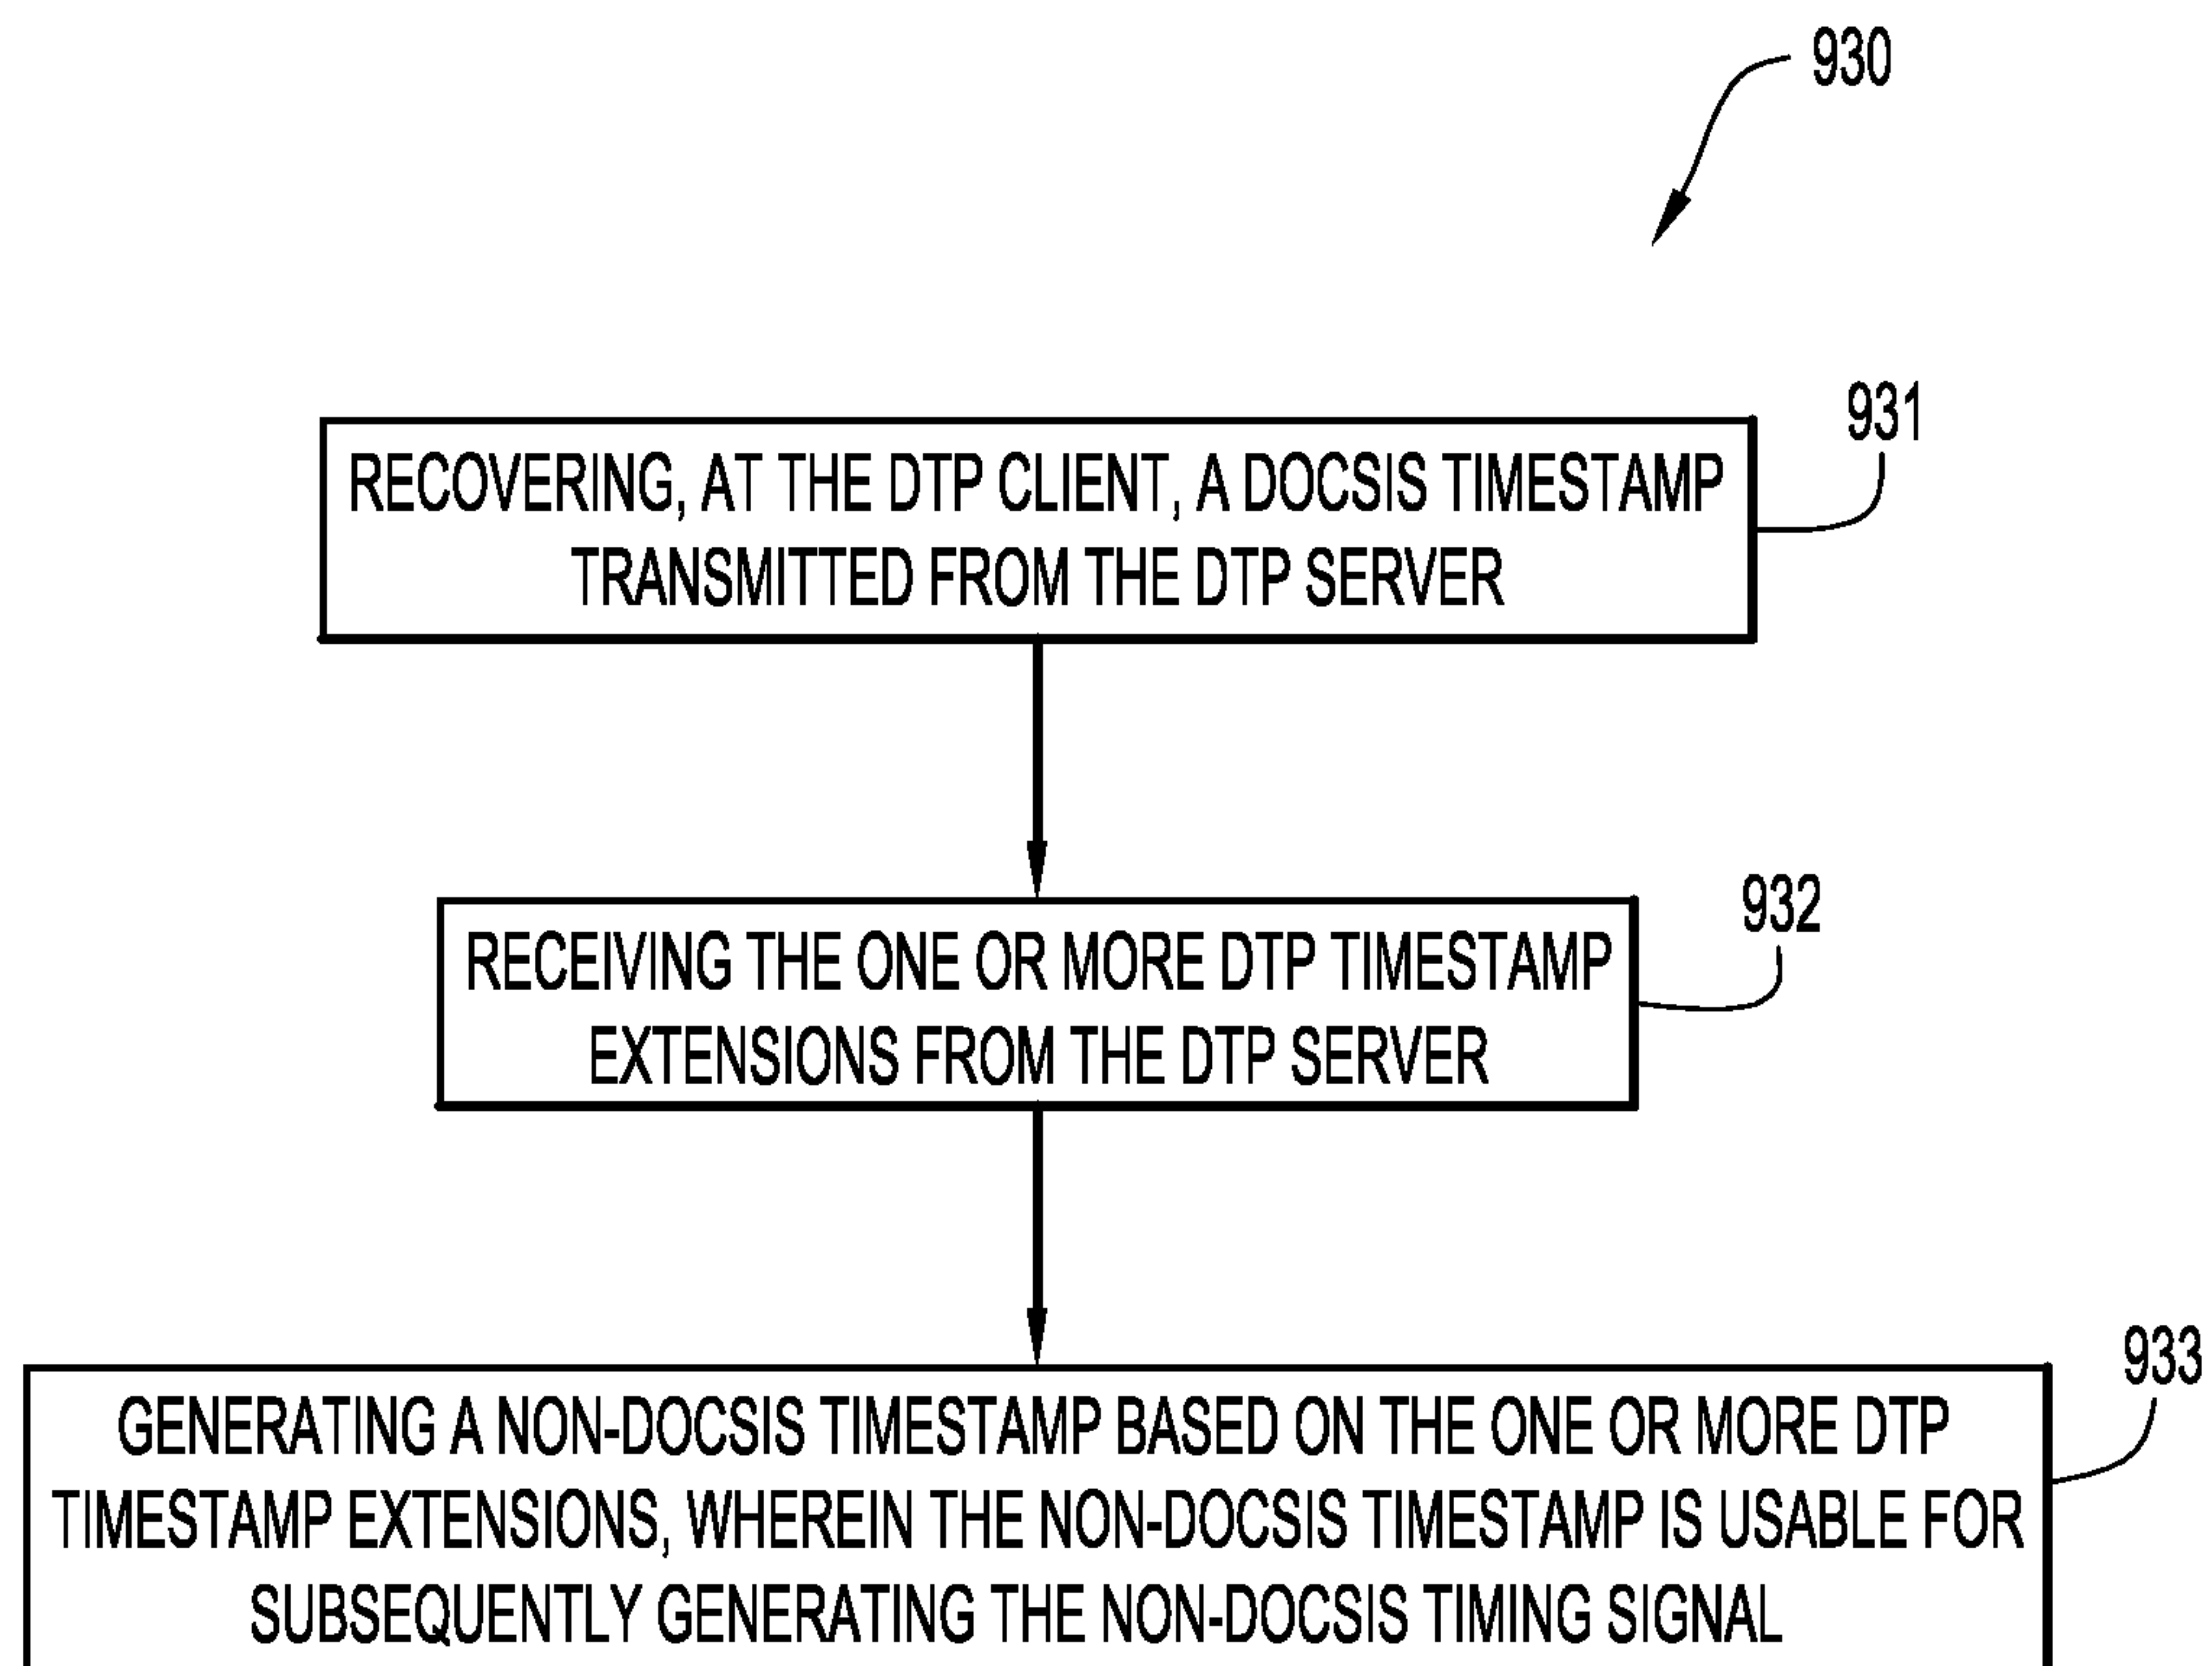 930
931
RECOVERING, AT THE DTP CLIENT, A DOCSIS TIMESTAMP
TRANSMITTED FROM THE DTP SERVER
932
RECEIVING THE ONE OR MORE DTP TIMESTAMP
EXTENSIONS FROM THE DTP SERVER
933
GENERATING A NON-DOCSIS TIMESTAMP BASED ON THE ONE OR MORE DTP
TIMESTAMP EXTENSIONS, WHEREIN THE NON-DOCSIS TIMESTAMP IS USABLE FOR
SUBSEQUENTLY GENERATING THE NON-DOCSIS TIMING SIGNAL